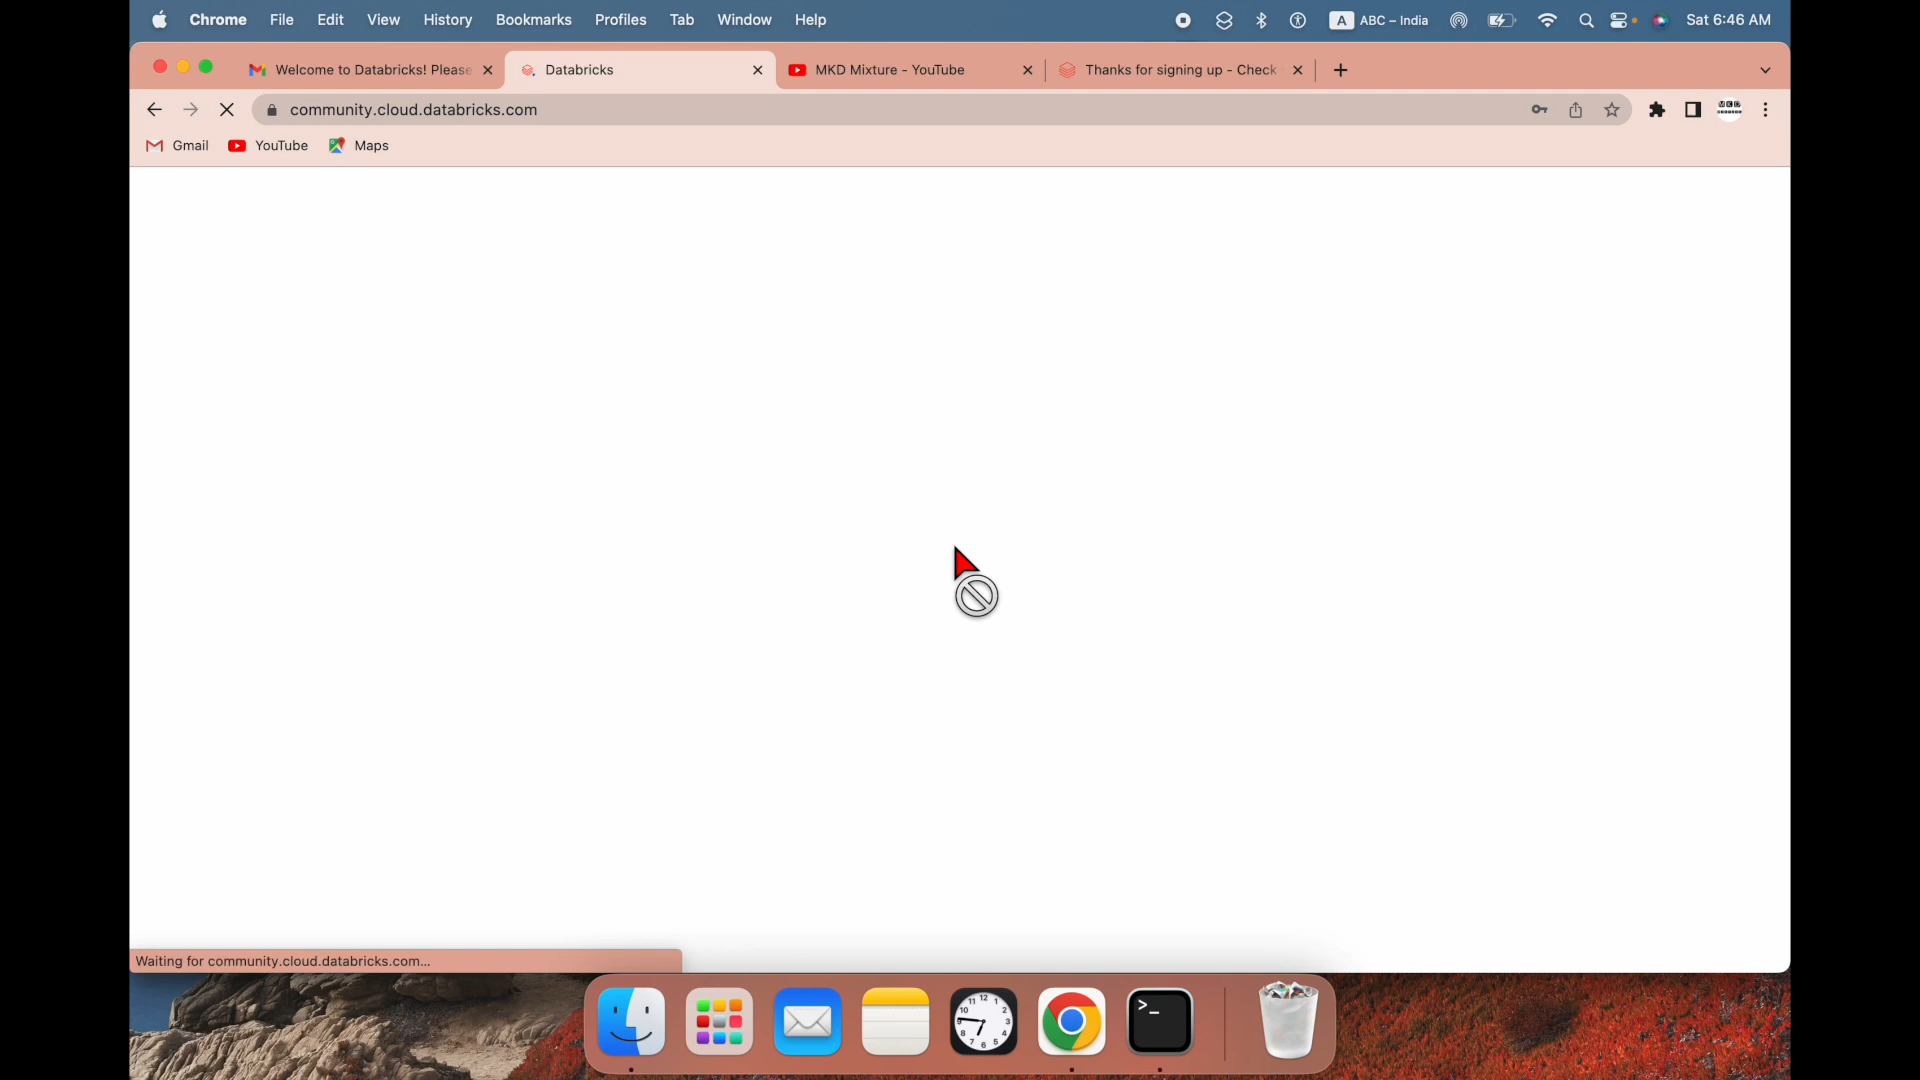 Chrome File Edit View History Bookmarks Profiles Tab Window Help A ABC – India Sat 6:46 AM
Welcome to Databricks! Please Databricks MKD Mixture - YouTube Thanks for signing up - Check
community.cloud.databricks.com
Gmail YouTube Maps
Waiting for community.cloud.databricks.com...